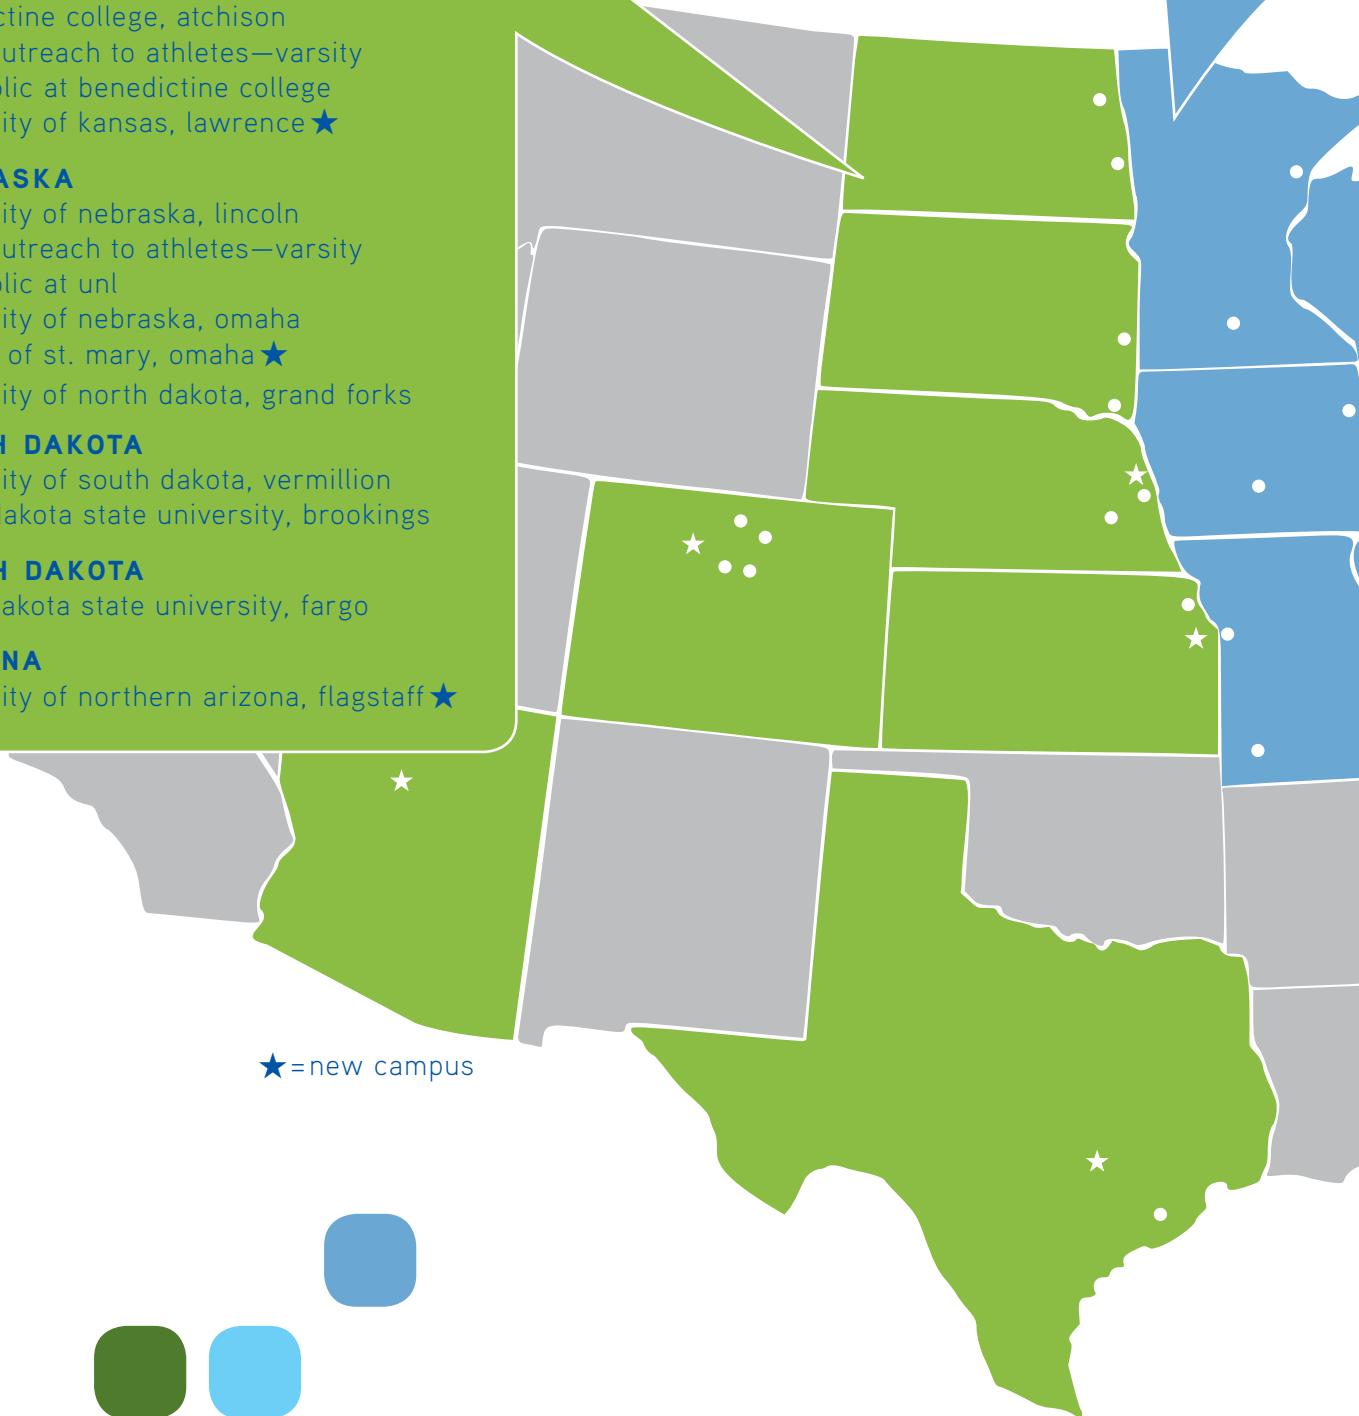 ctine college, atchison
utreach to athletes—varsity
lic at benedictine college
ity of kansas, lawrence ★
ASKA
ity of nebraska, lincoln
utreach to athletes—varsity
lic at unl
ity of nebraska, omaha
of st. mary, omaha ★
ity of north dakota, grand forks
H DAKOTA
ity of south dakota, vermillion
dakota state university, brookings
H DAKOTA
akota state university, fargo
NA
ity of northern arizona, flagstaff ★
★=new campus